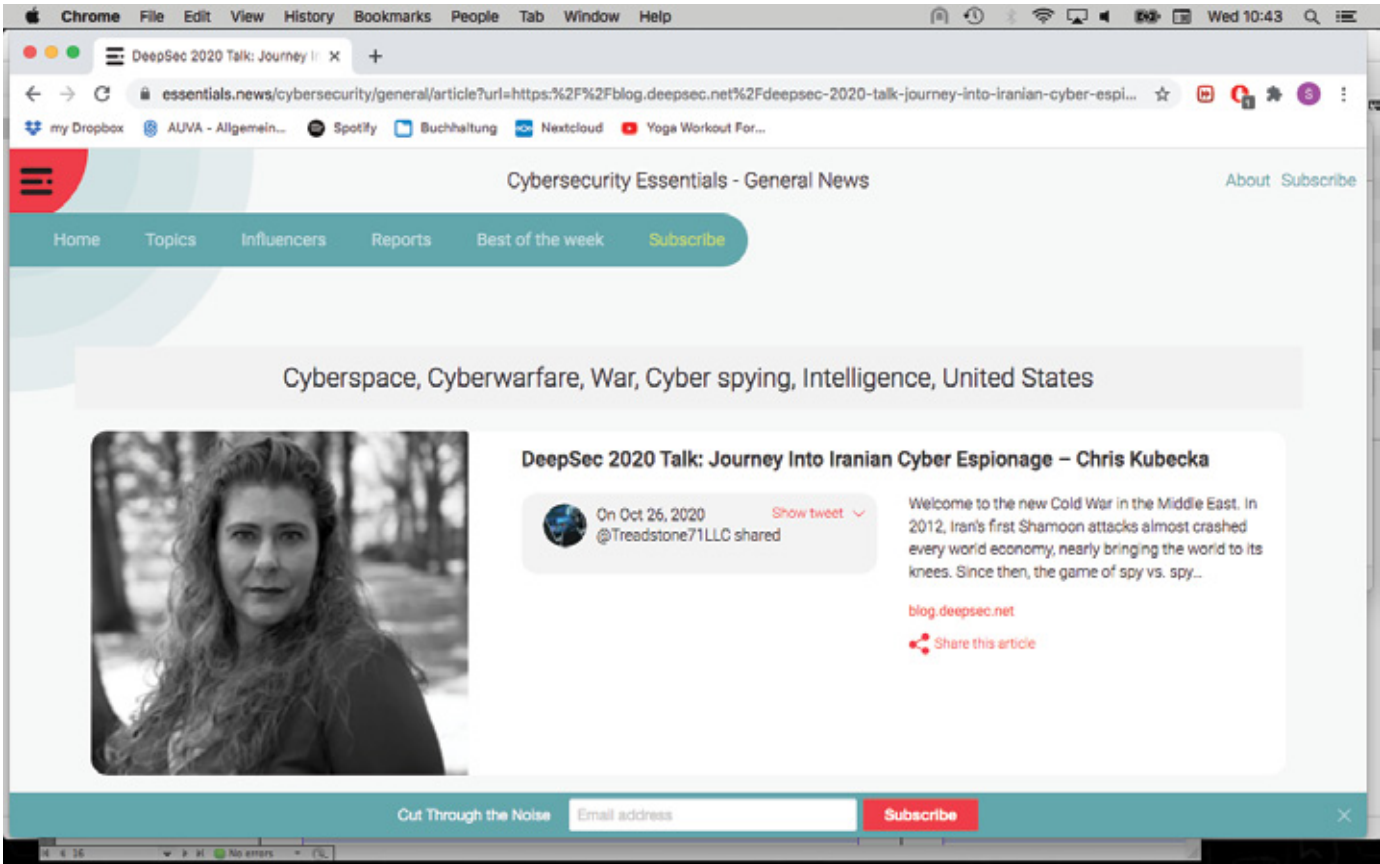 Chrome File Edit View History Bookmarks People Tab Window Help Wed 10:43
DeepSec 2020 Talk: Journey In
essentials.news/cybersecurity/general/article?url=https:%2F%2Fblog.deepsec.net%2Fdeepsec-2020-talk-journey-into-iranian-cyber-espi...
my Dropbox AUVA - Allgemein... Spotify Buchhaltung Nextcloud Yoga Workout For...
Cybersecurity Essentials - General News
About Subscribe
Home Topics Influencers Reports Best of the week Subscribe
Cyberspace, Cyberwarfare, War, Cyber spying, Intelligence, United States
DeepSec 2020 Talk: Journey Into Iranian Cyber Espionage – Chris Kubecka
On Oct 26, 2020 Show tweet
@Treadstone71LLC shared
Welcome to the new Cold War in the Middle East. In
2012, Iran's first Shamoon attacks almost crashed
every world economy, nearly bringing the world to its
knees. Since then, the game of spy vs. spy...
blog.deepsec.net
Share this article
Cut Through the Noise Email address Subscribe
No errors